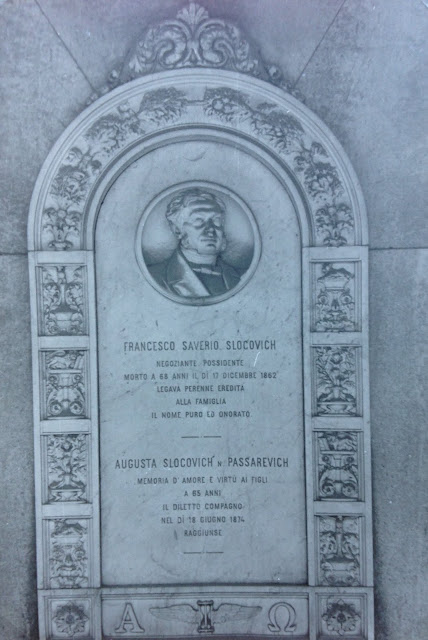 FRANCESCO SAVERIO SLOCOVICH
NEGOZIANTE POSSIDENTE
MORTO A 68 ANNI IL DÌ 17 DICEMBRE 1862
LEGAVA PERENNE EREDITÀ
ALLA FAMIGLIA
IL NOME PURO ED ONORATO.
AUGUSTA SLOCOVICH N. PASSAREVICH
MEMORIA D'AMORE E VIRTÙ AI FIGLI
A 65 ANNI
IL DILETTO COMPAGNO
NEL DÌ 18 GIUGNO 1874
RAGGIUNSE
A Ω